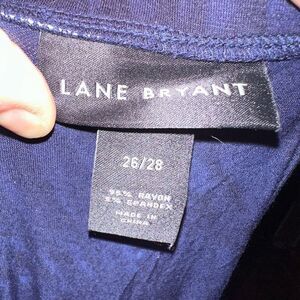 LANE BRYANT
26/28
95% RAYON
5% SPANDEX
MADE IN
CHINA